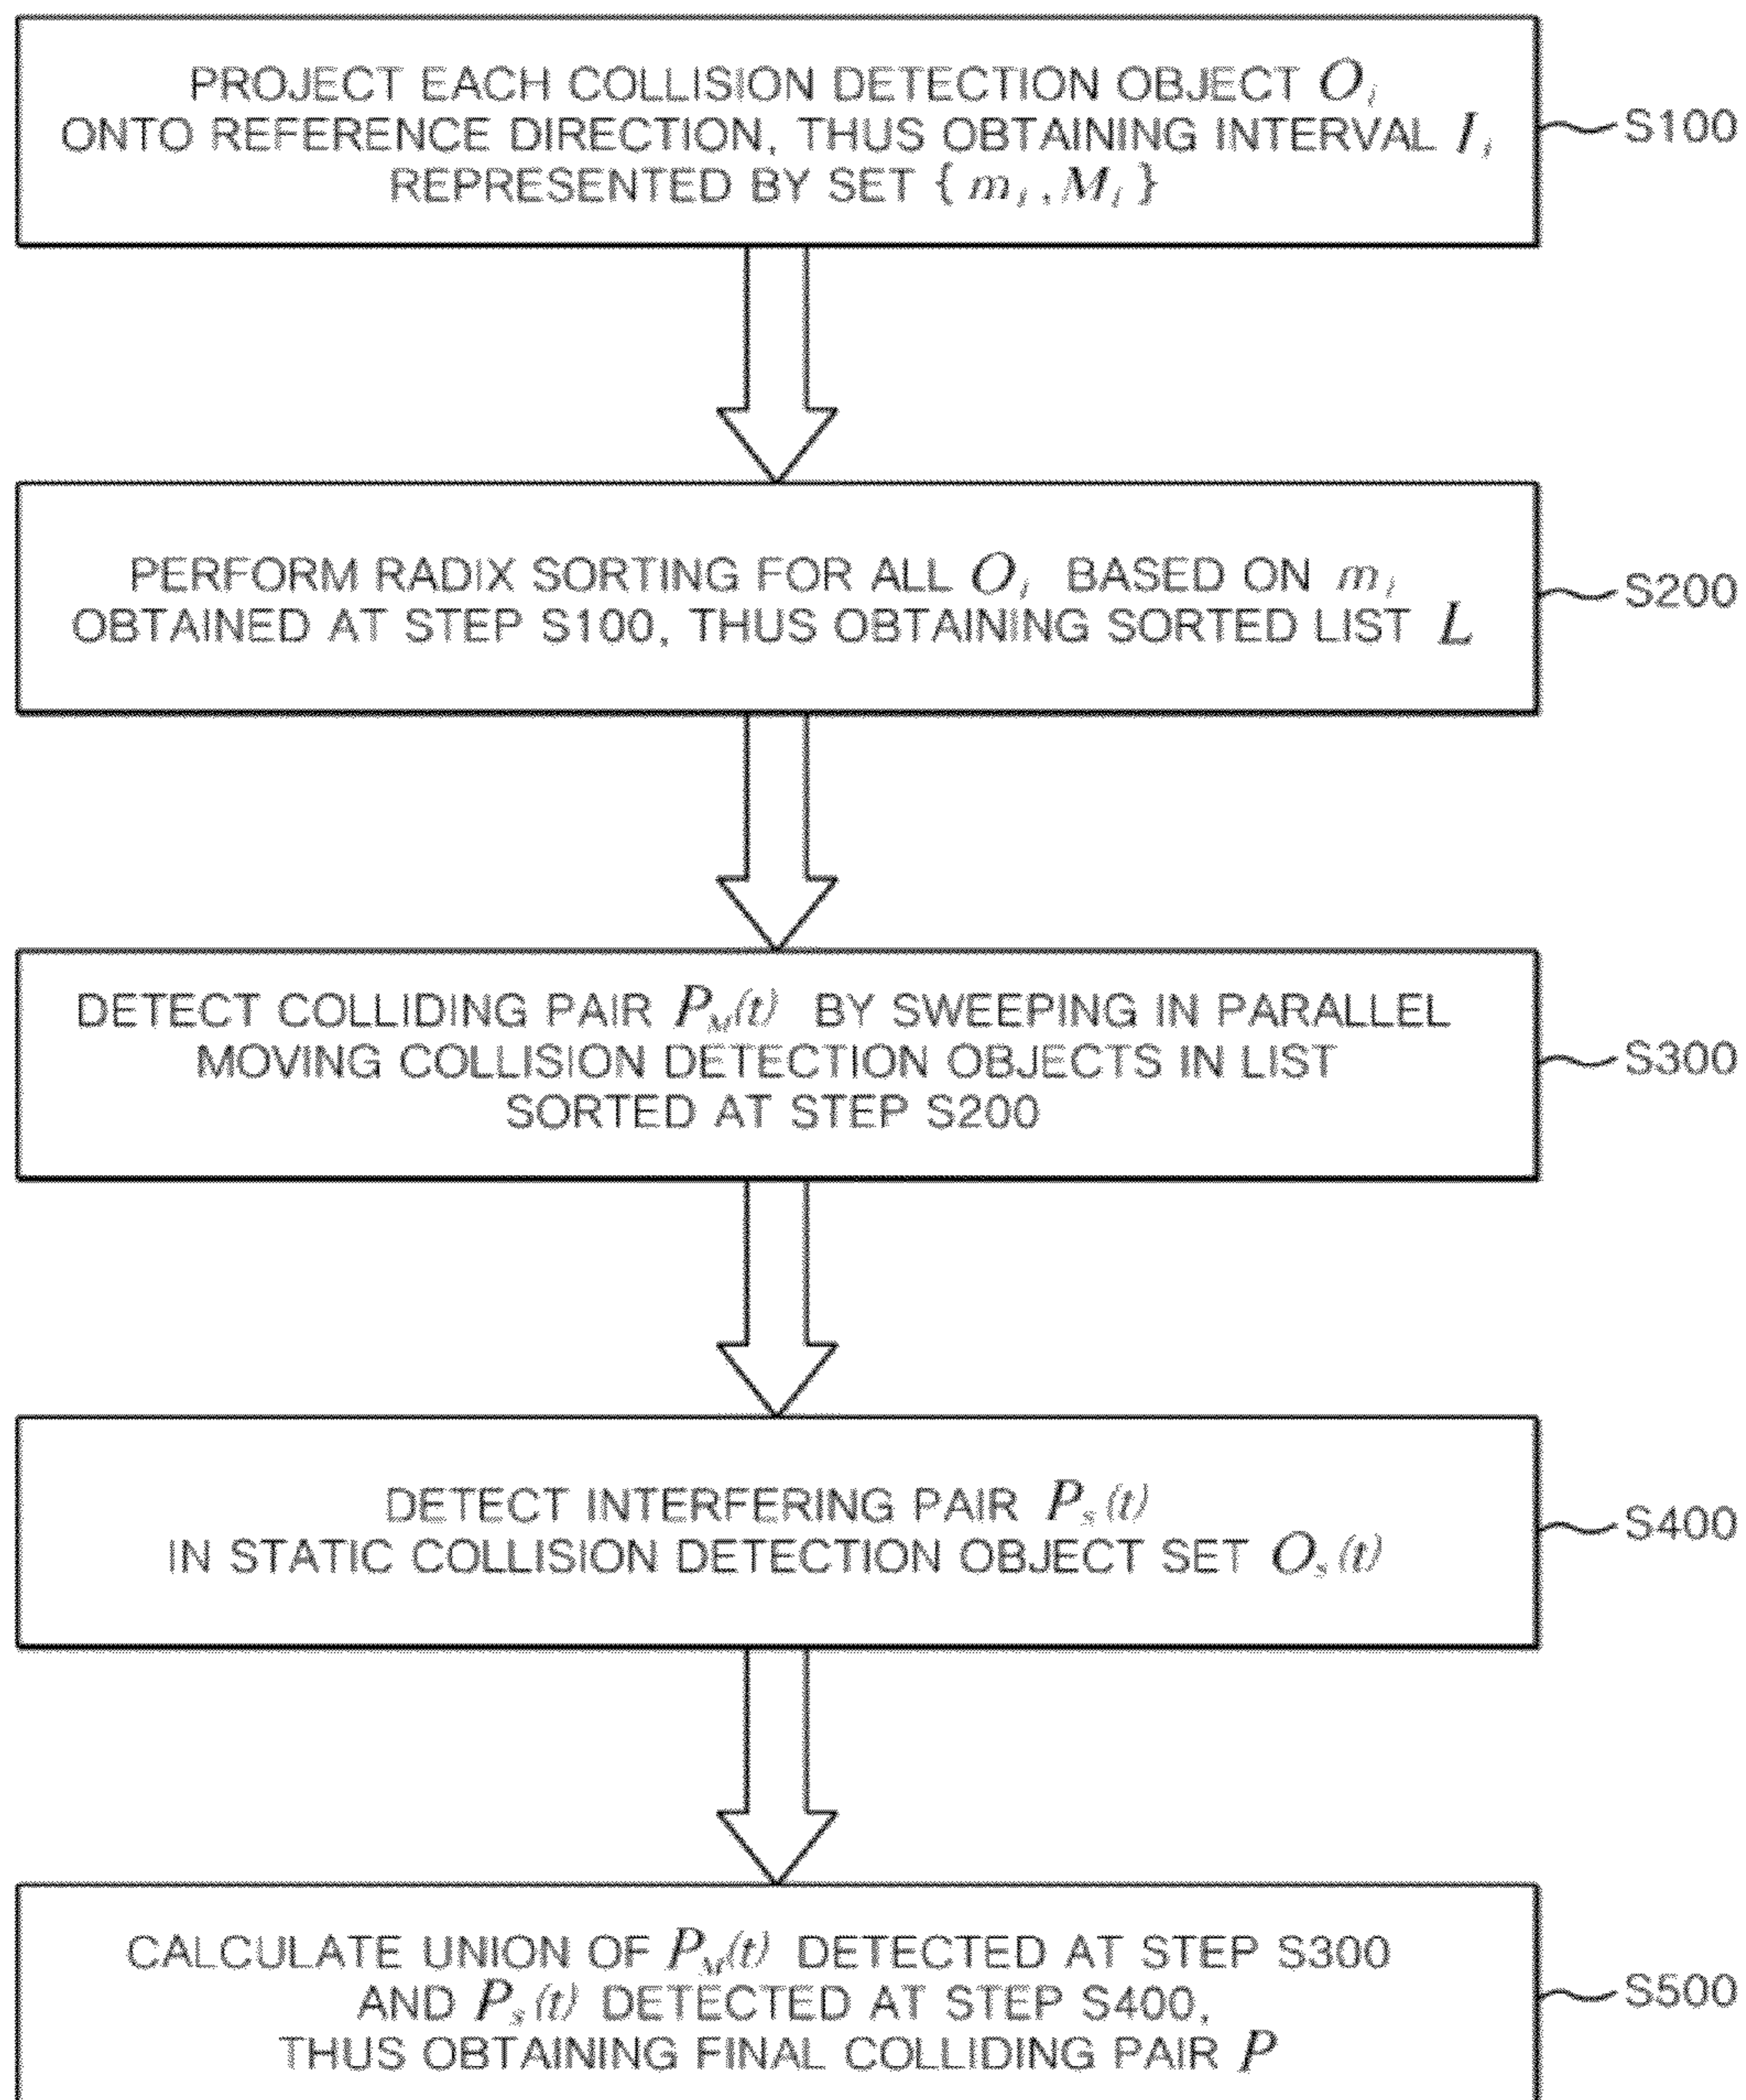 PROJECT EACH COLLISION DETECTION OBJECT Oᵢ
ONTO REFERENCE DIRECTION, THUS OBTAINING INTERVAL Iᵢ
REPRESENTED BY SET { mᵢ , Mᵢ }
S100
PERFORM RADIX SORTING FOR ALL Oᵢ BASED ON mᵢ
OBTAINED AT STEP S100, THUS OBTAINING SORTED LIST L
S200
DETECT COLLIDING PAIR P_M(t) BY SWEEPING IN PARALLEL
MOVING COLLISION DETECTION OBJECTS IN LIST
SORTED AT STEP S200
S300
DETECT INTERFERING PAIR Pₛ(t)
IN STATIC COLLISION DETECTION OBJECT SET Oₛ(t)
S400
CALCULATE UNION OF P_M(t) DETECTED AT STEP S300
AND Pₛ(t) DETECTED AT STEP S400,
THUS OBTAINING FINAL COLLIDING PAIR P
S500